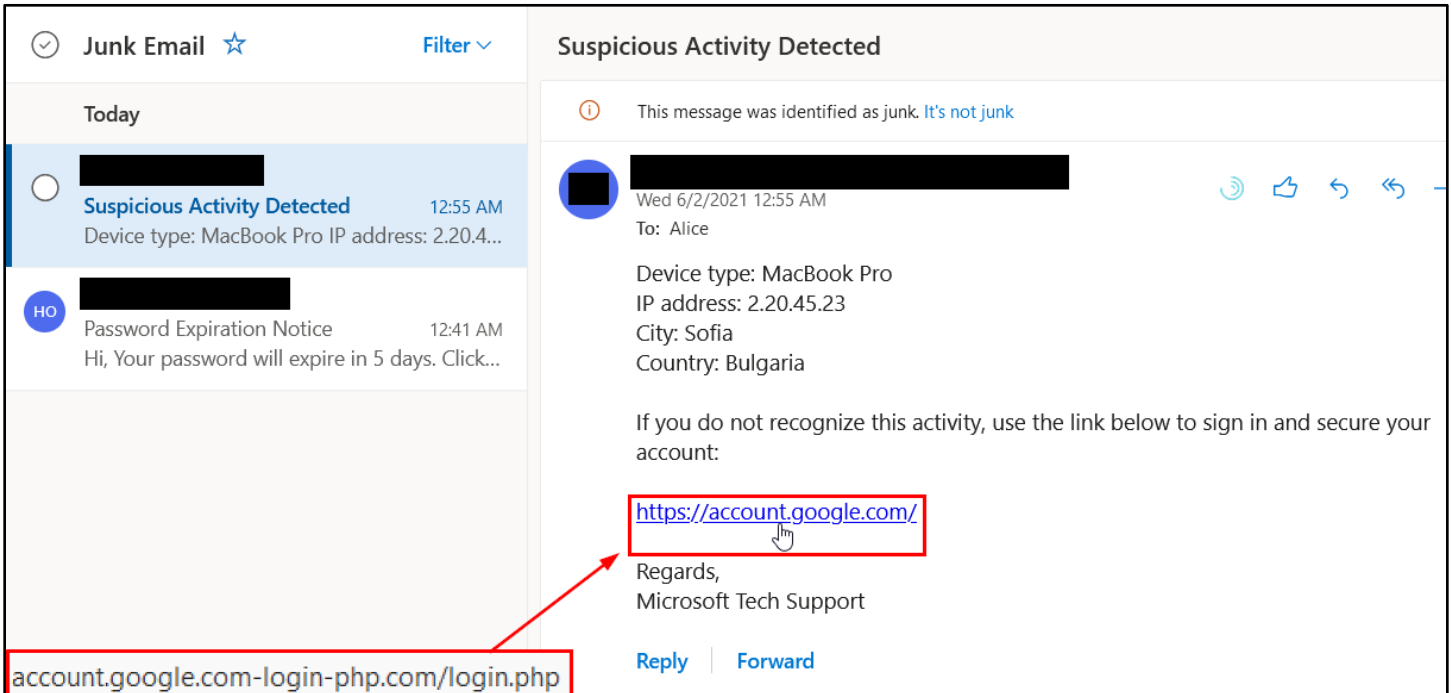 Junk Email
Filter
Today
Suspicious Activity Detected
12:55 AM
Device type: MacBook Pro IP address: 2.20.4...
HO
Password Expiration Notice
12:41 AM
Hi, Your password will expire in 5 days. Click...
account.google.com-login-php.com/login.php
Suspicious Activity Detected
This message was identified as junk. It's not junk
Wed 6/2/2021 12:55 AM
To: Alice
Device type: MacBook Pro
IP address: 2.20.45.23
City: Sofia
Country: Bulgaria
If you do not recognize this activity, use the link below to sign in and secure your
account:
https://account.google.com/
Regards,
Microsoft Tech Support
Reply
Forward